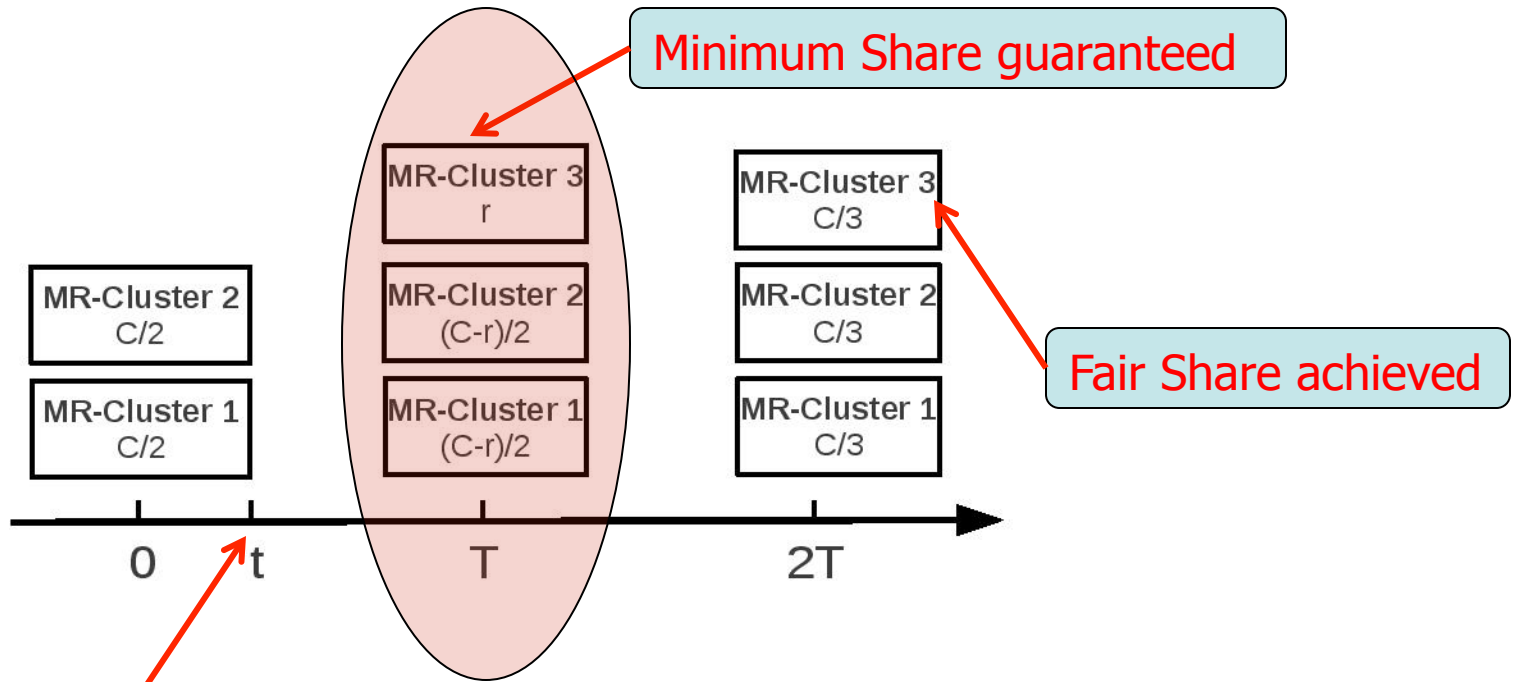 Minimum Share guaranteed
MR-Cluster 3
r
MR-Cluster 3
C/3
MR-Cluster 2
C/2
MR-Cluster 2
(C-r)/2
MR-Cluster 2
C/3
Fair Share achieved
MR-Cluster 1
C/2
MR-Cluster 1
(C-r)/2
MR-Cluster 1
C/3
0
t
T
2T